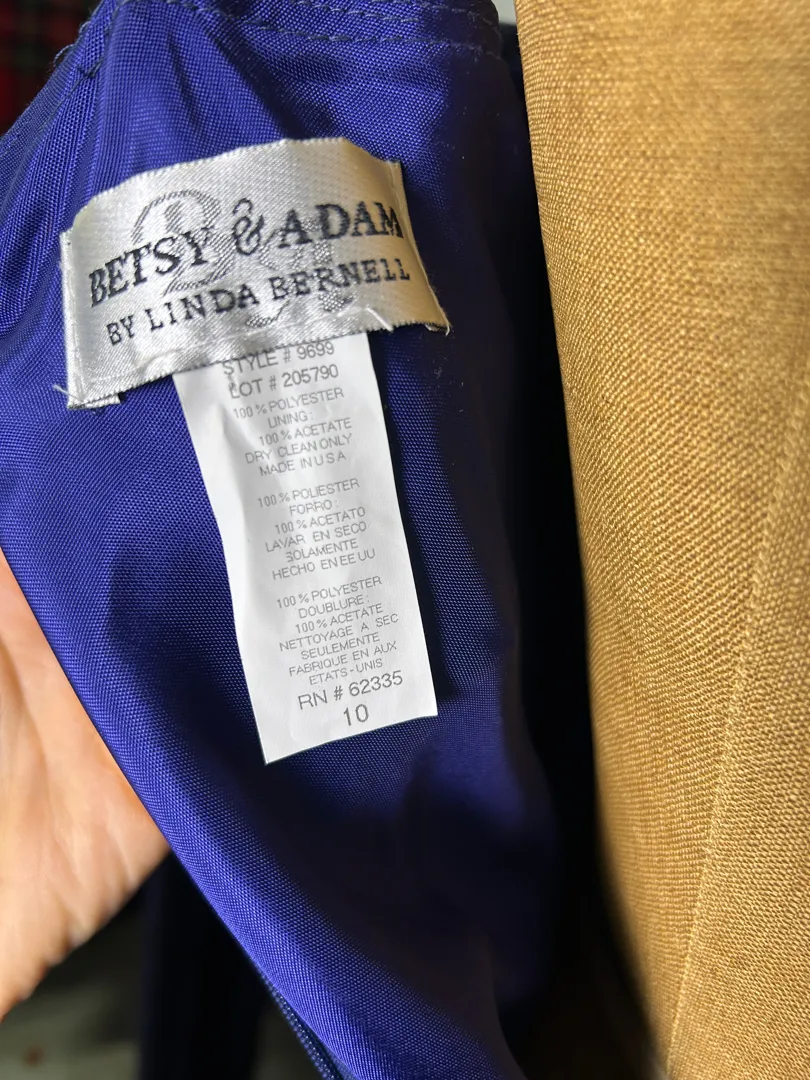 BETSY & ADAM
BY LINDA BERNELL
STYLE # 9699
LOT # 205790
100% POLYESTER
LINING:
100% ACETATE
DRY CLEAN ONLY
MADE IN U S A
100% POLIESTER
FORRO:
100% ACETATO
LAVAR EN SECO
SOLAMENTE
HECHO EN EE UU
100% POLYESTER
DOUBLURE:
100% ACETATE
NETTOYAGE A SEC
SEULEMENTE
FABRIQUE EN AUX
ETATS-UNIS
RN # 62335
10